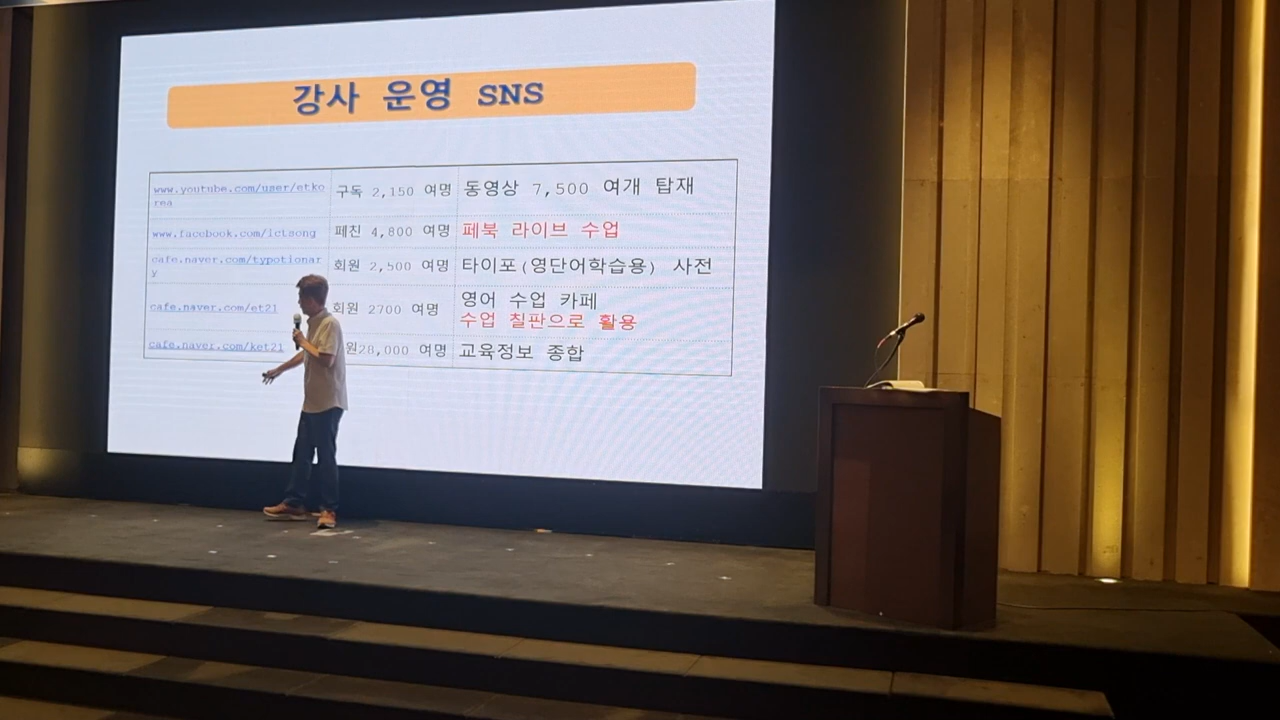 강사 운영 SNS
www.youtube.com/user/etko
rea
구독 2,150 여명
동영상 7,500 여개 탑재
www.facebook.com/ictsong
페친 4,800 여명
페북 라이브 수업
cafe.naver.com/typotionar
y
회원 2,500 여명
타이포(영단어학습용) 사전
cafe.naver.com/et21
회원 2700 여명
영어 수업 카페
수업 칠판으로 활용
cafe.naver.com/ket21
원28,000 여명
교육정보 종합